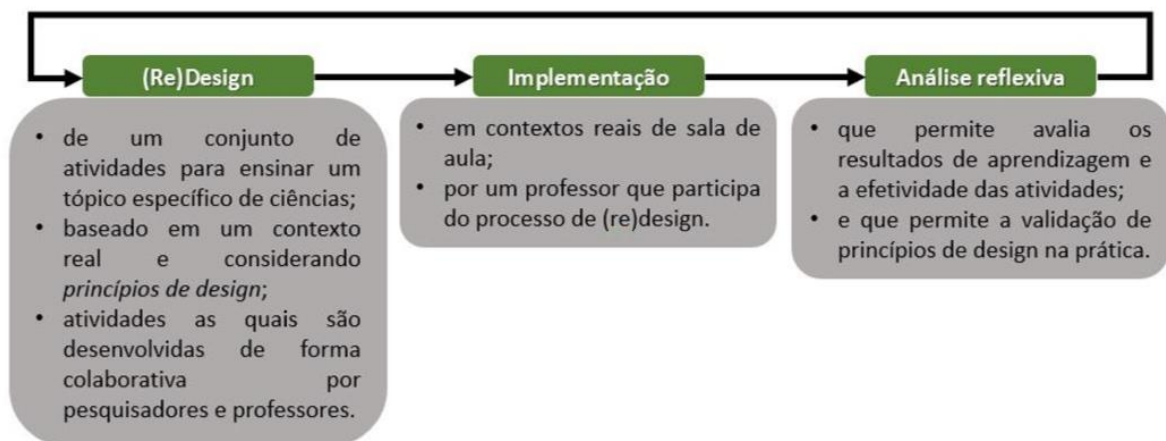 (Re)Design
• de um conjunto de
atividades para ensinar um
tópico específico de ciências;
• baseado em um contexto
real e considerando
princípios de design;
• atividades as quais são
desenvolvidas de forma
colaborativa por
pesquisadores e professores.
Implementação
• em contextos reais de sala de
aula;
• por um professor que participa
do processo de (re)design.
Análise reflexiva
• que permite avalia os
resultados de aprendizagem e
a efetividade das atividades;
• e que permite a validação de
princípios de design na prática.